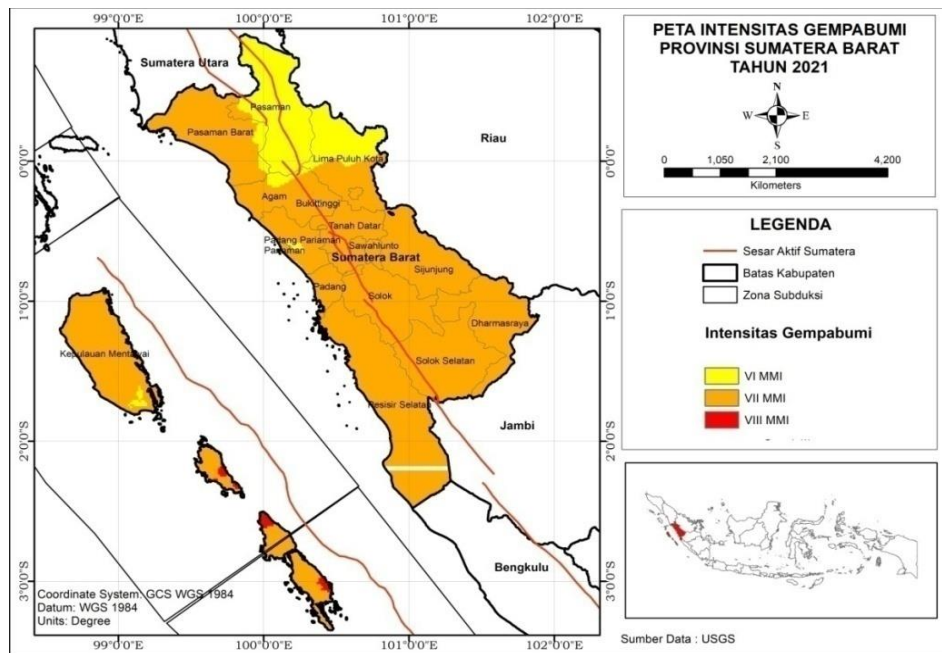 99°0'0"E
100°0'0"E
101°0'0"E
102°0'0"E
0°0'0"
1°0'0"S
2°0'0"S
3°0'0"S
Sumatera Utara
Pasaman
Pasaman Barat
Riau
Lima Puluh Kota
Agam
Bukittinggi
Tanah Datar
Padang Pariaman
Pariaman
Sawahlunto
Sumatera Barat
Sijunjung
Padang
Solok
Dharmasraya
Kepulauan Mentawai
Solok Selatan
Pesisir Selatan
Jambi
Bengkulu
Coordinate System: GCS WGS 1984
Datum: WGS 1984
Units: Degree
0°0'0"
1°0'0"S
2°0'0"S
3°0'0"S
99°0'0"E
100°0'0"E
101°0'0"E
102°0'0"E
PETA INTENSITAS GEMPABUMI
PROVINSI SUMATERA BARAT
TAHUN 2021
N
W E
S
0 1,050 2,100 4,200
Kilometers
LEGENDA
Sesar Aktif Sumatera
Batas Kabupaten
Zona Subduksi
Intensitas Gempabumi
VI MMI
VII MMI
VIII MMI
Sumber Data : USGS